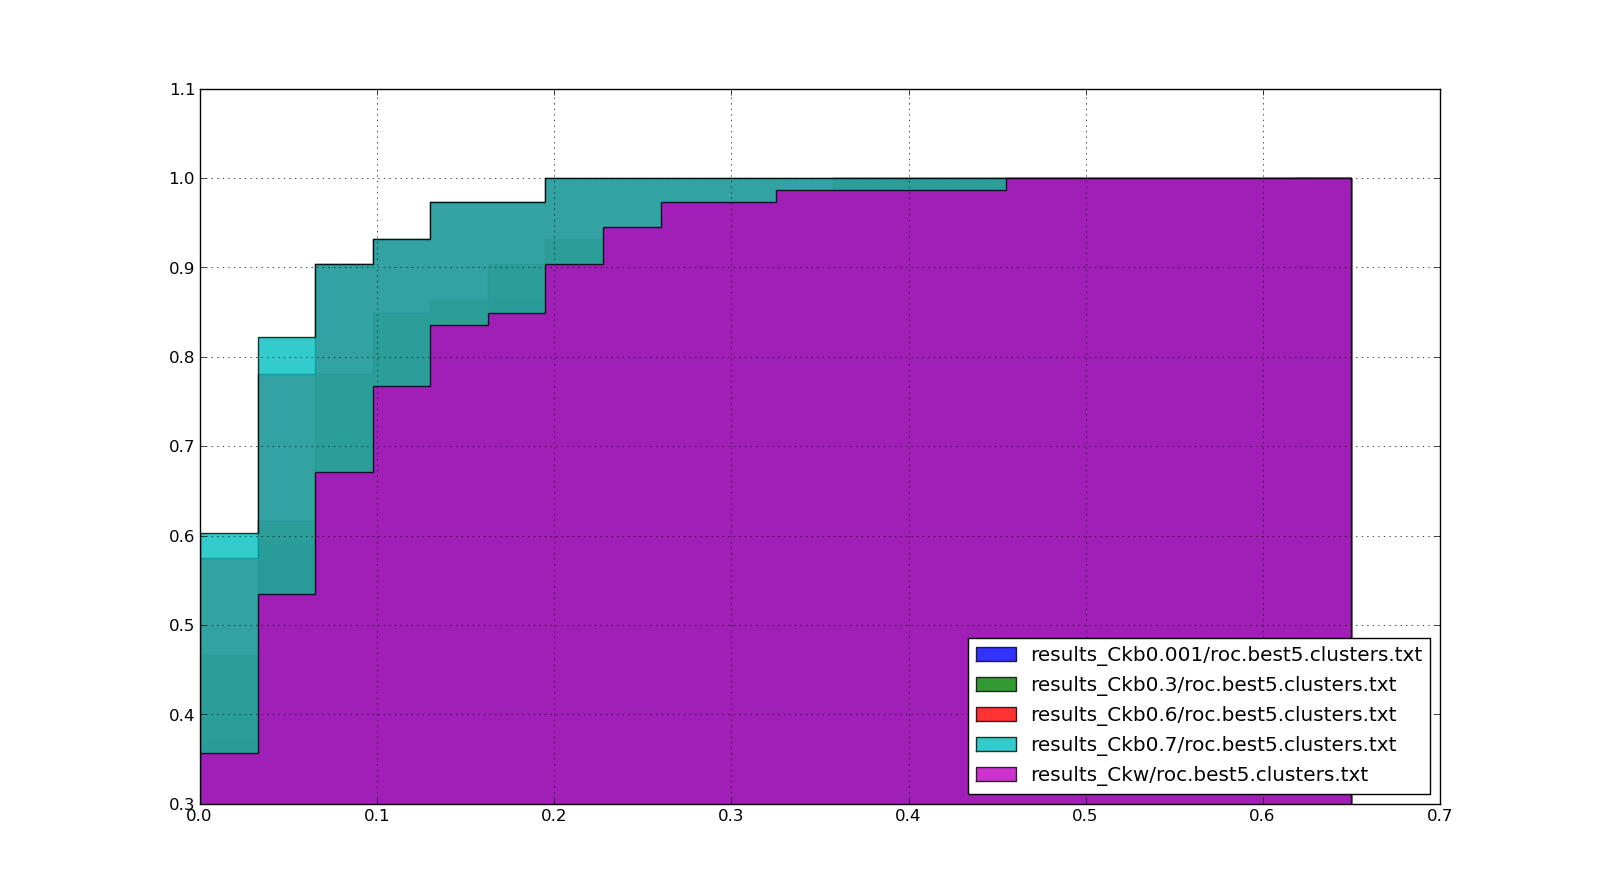 1.1
1.0
0.9
0.8
0.7
0.6
0.5
0.4
0.3
0.0 0.1 0.2 0.3 0.4 0.5 0.6 0.7
results_Ckb0.001/roc.best5.clusters.txt
results_Ckb0.3/roc.best5.clusters.txt
results_Ckb0.6/roc.best5.clusters.txt
results_Ckb0.7/roc.best5.clusters.txt
results_Ckw/roc.best5.clusters.txt